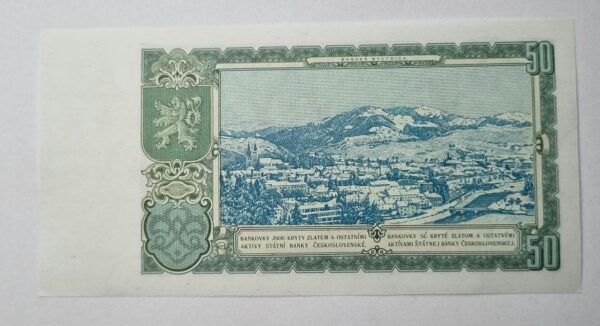 BANSKÁ BYSTRICA
50
BANKOVKY JSOU KRYTY ZLATEM A OSTATNÍMI
AKTIVY STÁTNÍ BANKY ČESKOSLOVENSKÉ.
BANKOVKY SÚ KRYTÉ ZLATOM A OSTATNÝMI
AKTÍVAMI ŠTÁTNEJ BANKY ČESKOSLOVENSKEJ.
50